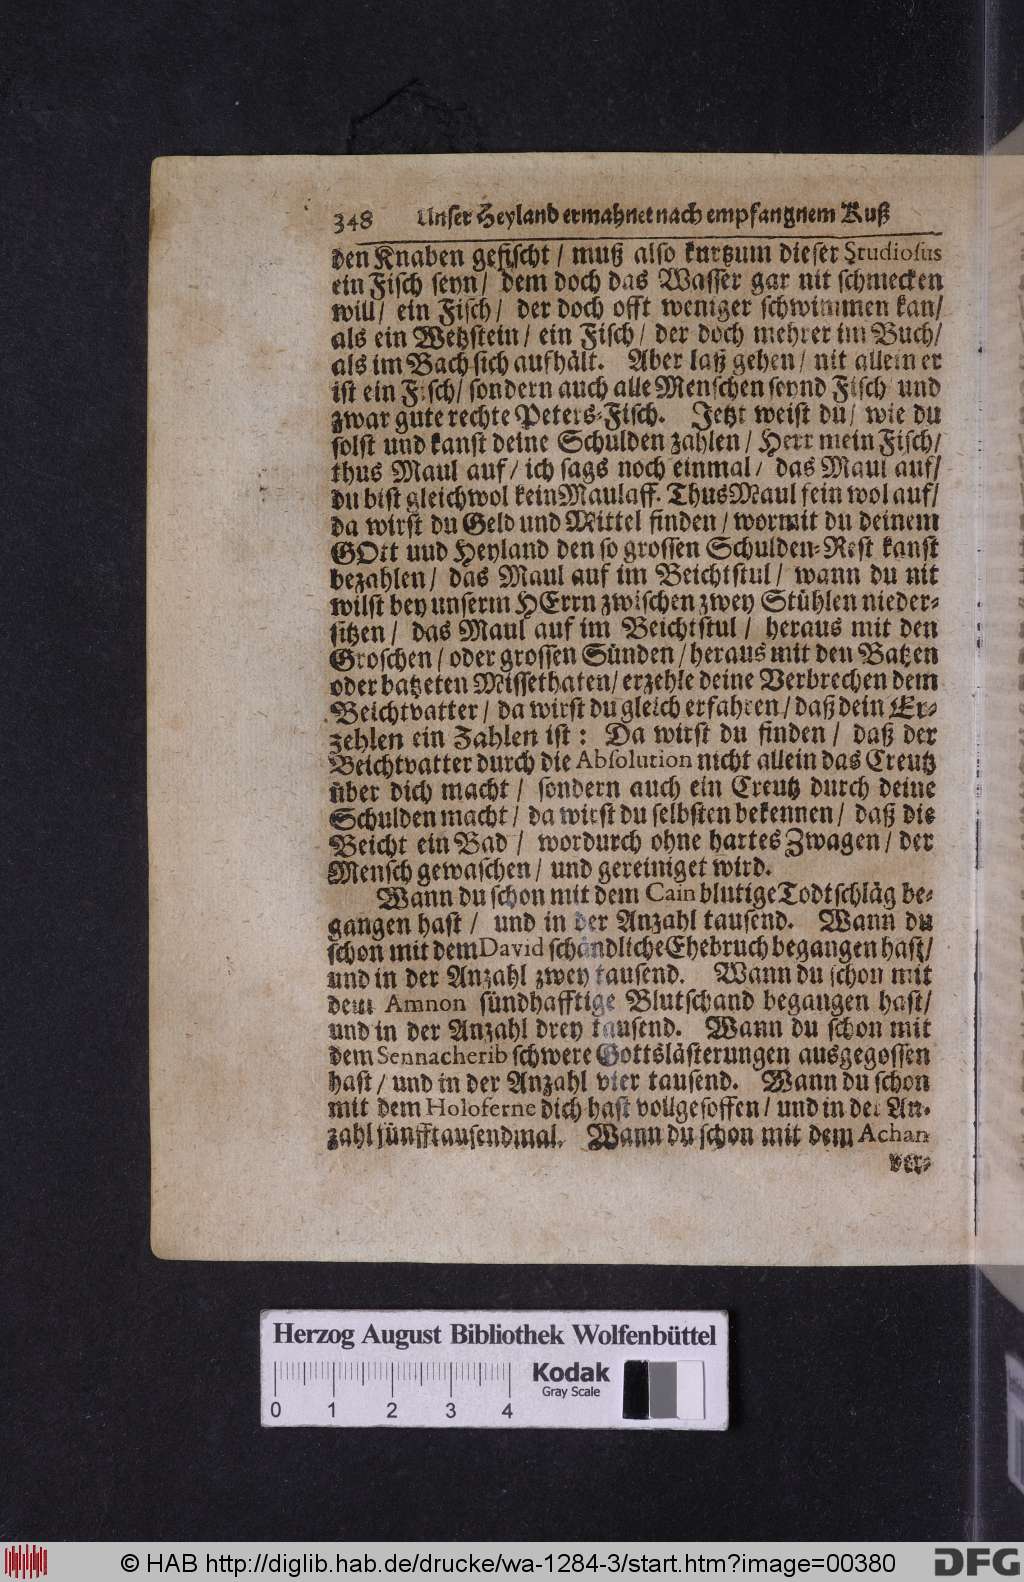 348 Unser Heyland ermahnet nach empfangnem Kuß
den Knaben gefischt / muß also kurtzum dieser Studiosus
ein Fisch seyn / dem doch das Wasser gar nit schmecken
will / ein Fisch / der doch offt weniger schwimmen kan /
als ein Wetzstein / ein Fisch / der doch mehrer im Buch /
als im Bach sich aufhält. Aber laß gehen / nit allein er
ist ein Fisch / sondern auch alle Menschen seynd Fisch und
zwar gute rechte Peters-Fisch. Jetzt weist du / wie du
solst und kanst deine Schulden zahlen / Herr mein Fisch /
thus Maul auf / ich sags noch einmal / das Maul auf /
du bist gleichwol kein Maulaff. Thus Maul fein wol auf /
da wirst du Geld und Mittel finden / wormit du deinem
GOtt uud Heyland den so grossen Schulden-Rest kanst
bezahlen / das Maul auf im Beichtstul / wann du nit
wilst bey unserm HErrn zwischen zwey Stühlen nieder-
sitzen / das Maul auf im Beichtstul / heraus mit den
Groschen / oder grossen Sünden / heraus mit den Batzen
oder batzeten Missethaten / erzehle deine Verbrechen dem
Beichtvatter / da wirst du gleich erfahren / daß dein Er-
zehlen ein Zahlen ist : Da wirst du finden / daß der
Beichtvatter durch die Absolution nicht allein das Creutz
über dich macht / sondern auch ein Creutz durch deine
Schulden macht / da wirst du selbsten bekennen / daß die
Beicht ein Bad / wordurch ohne hartes Zwagen / der
Mensch gewaschen / und gereiniget wird.
Wann du schon mit dem Cain blutige Todtschläg be-
gangen hast / und in der Anzahl tausend. Wann du
schon mit dem David schändliche Ehebruch begangen hast /
und in der Anzahl zwey tausend. Wann du schon mit
dem Amnon sündhafftige Blutschand begangen hast /
und in der Anzahl drey tausend. Wann du schon mit
dem Sennacherib schwere Gottslästerungen ausgegossen
hast / und in der Anzahl vier tausend. Wann du schon
mit dem Holoferne dich hast vollgesoffen / und in der An-
zahl fünfftausendmal. Wann du schon mit dem Achan
ver-
Herzog August Bibliothek Wolfenbüttel
Kodak
Gray Scale
0 1 2 3 4
© HAB http://diglib.hab.de/drucke/wa-1284-3/start.htm?image=00380
DFG